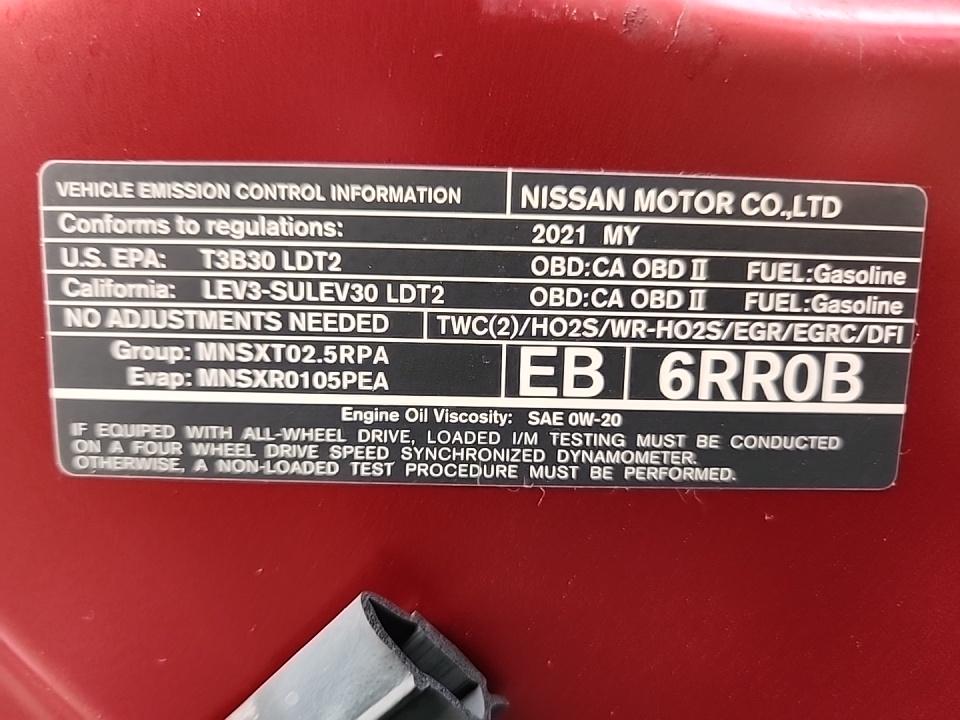 VEHICLE EMISSION CONTROL INFORMATION NISSAN MOTOR CO.,LTD
Conforms to regulations: 2021 MY
U.S. EPA: T3B30 LDT2 OBD:CA OBD II FUEL:Gasoline
California: LEV3-SULEV30 LDT2 OBD:CA OBD II FUEL:Gasoline
NO ADJUSTMENTS NEEDED TWC(2)/HO2S/WR-HO2S/EGR/EGRC/DFI
Group: MNSXT02.5RPA EB 6RR0B
Evap: MNSXR0105PEA
Engine Oil Viscosity: SAE 0W-20
IF EQUIPED WITH ALL-WHEEL DRIVE, LOADED I/M TESTING MUST BE CONDUCTED
ON A FOUR WHEEL DRIVE SPEED SYNCHRONIZED DYNAMOMETER.
OTHERWISE, A NON-LOADED TEST PROCEDURE MUST BE PERFORMED.